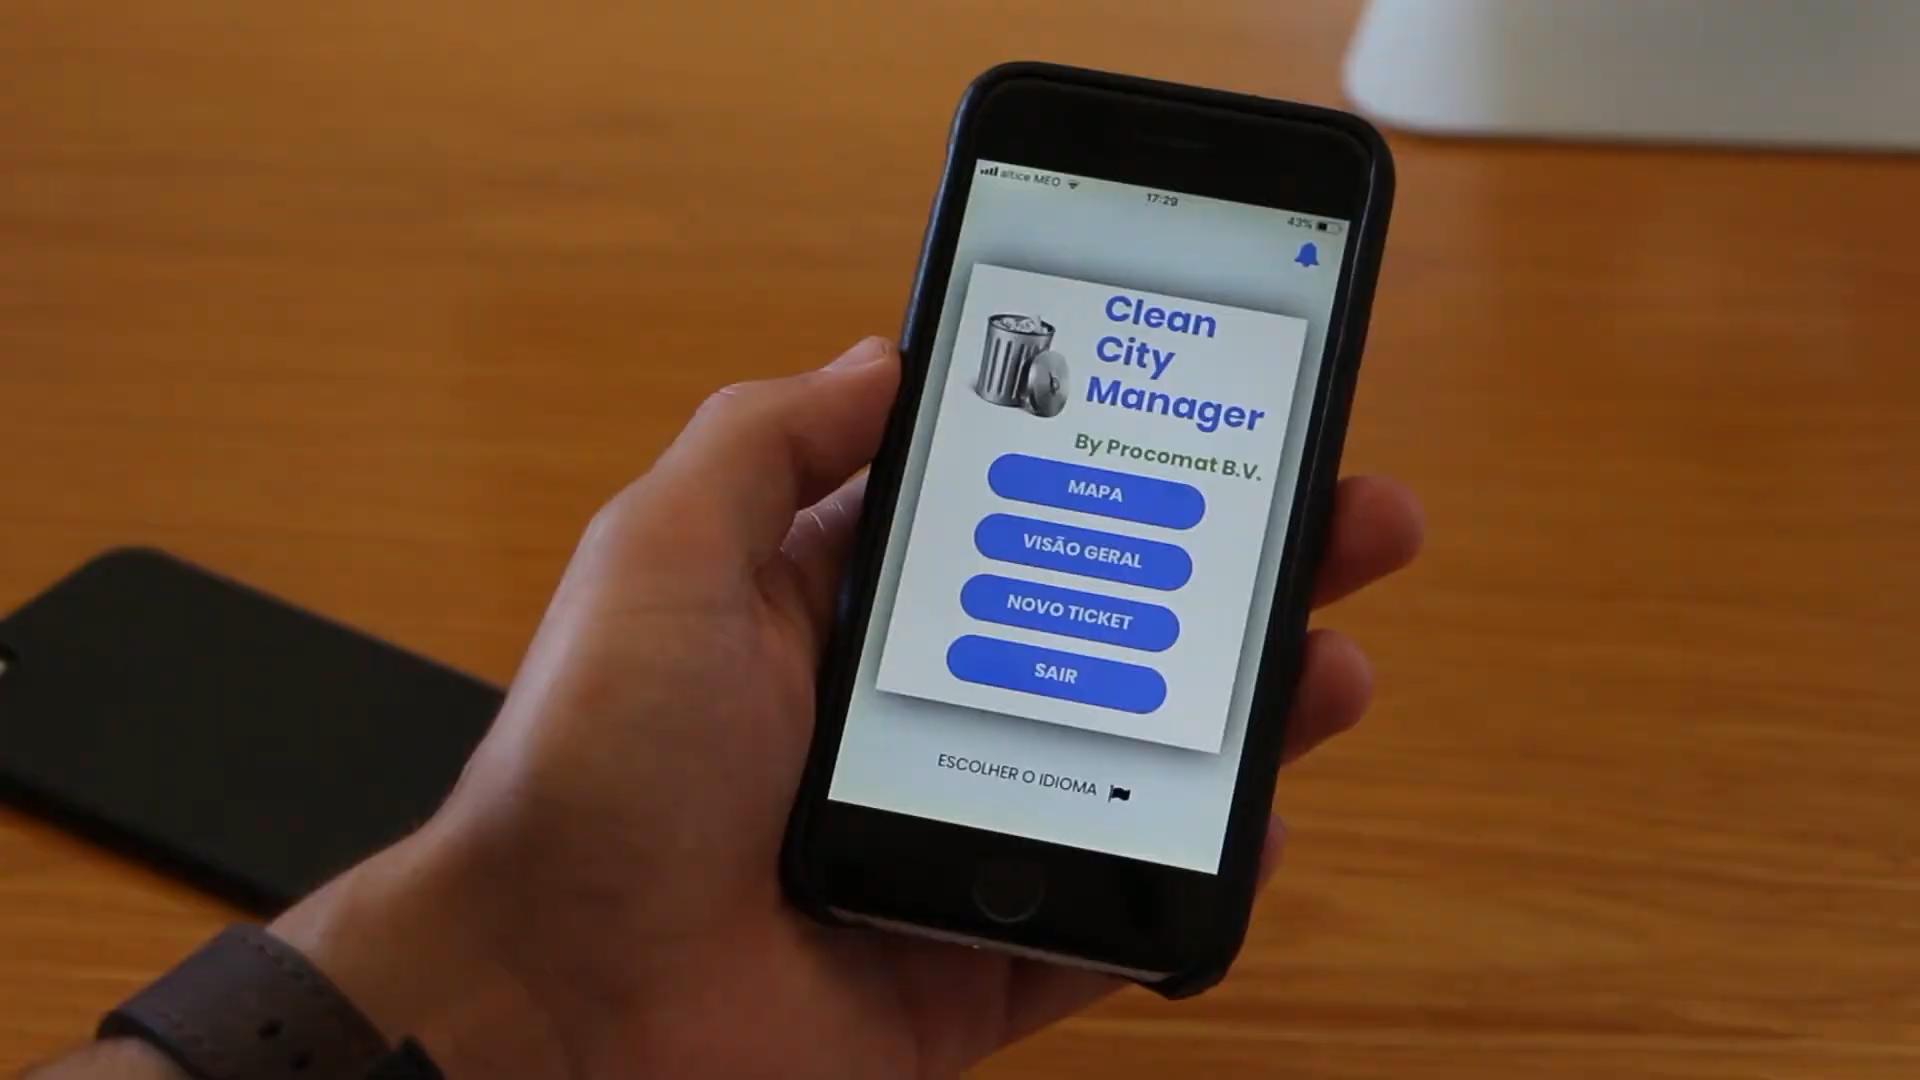 altice MEO
17:29
43%
Clean
City
Manager
By Procomat B.V.
MAPA
VISÃO GERAL
NOVO TICKET
SAIR
ESCOLHER O IDIOMA